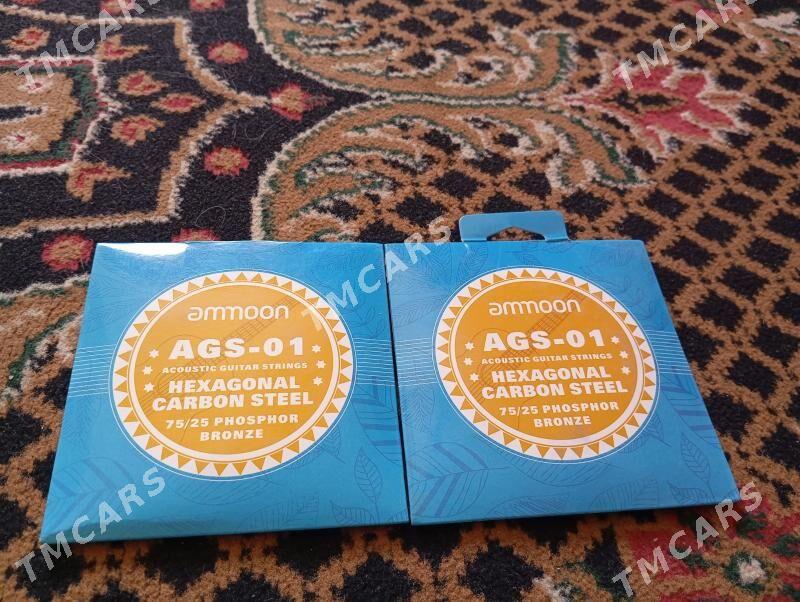 TMCARS
TMCARS
TMCARS
TMCARS
ammoon
AGS-01
ACOUSTIC GUITAR STRINGS
HEXAGONAL
CARBON STEEL
75/25 PHOSPHOR
BRONZE
ammoon
AGS-01
ACOUSTIC GUITAR STRINGS
HEXAGONAL
CARBON STEEL
75/25 PHOSPHOR
BRONZE
TMCARS
TMCARS